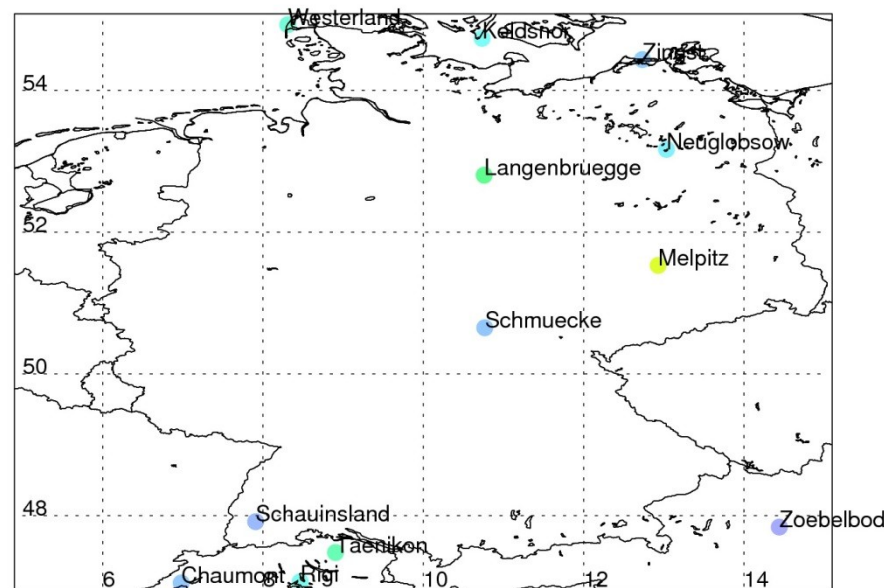 Westerland
Keldsnor
Zingst
54
Neuglobsow
Langenbruegge
52
Melpitz
Schmuecke
50
48
Schauinsland
Zoebelbod
Taenikon
Chaumont
Rigi
6
8
10
12
14